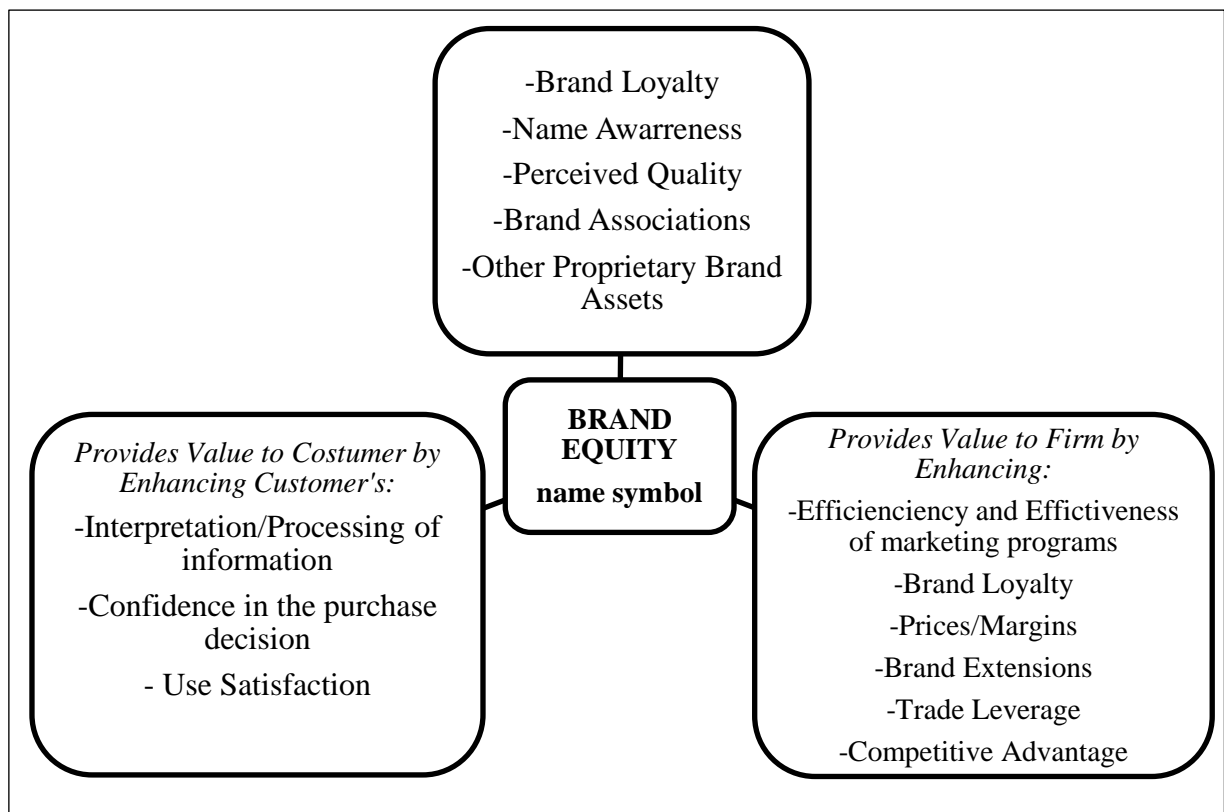 -Brand Loyalty
-Name Awarreness
-Perceived Quality
-Brand Associations
-Other Proprietary Brand
Assets
BRAND
EQUITY
name symbol
Provides Value to Costumer by
Enhancing Customer's:
-Interpretation/Processing of
information
-Confidence in the purchase
decision
- Use Satisfaction
Provides Value to Firm by
Enhancing:
-Efficienciency and Effictiveness
of marketing programs
-Brand Loyalty
-Prices/Margins
-Brand Extensions
-Trade Leverage
-Competitive Advantage